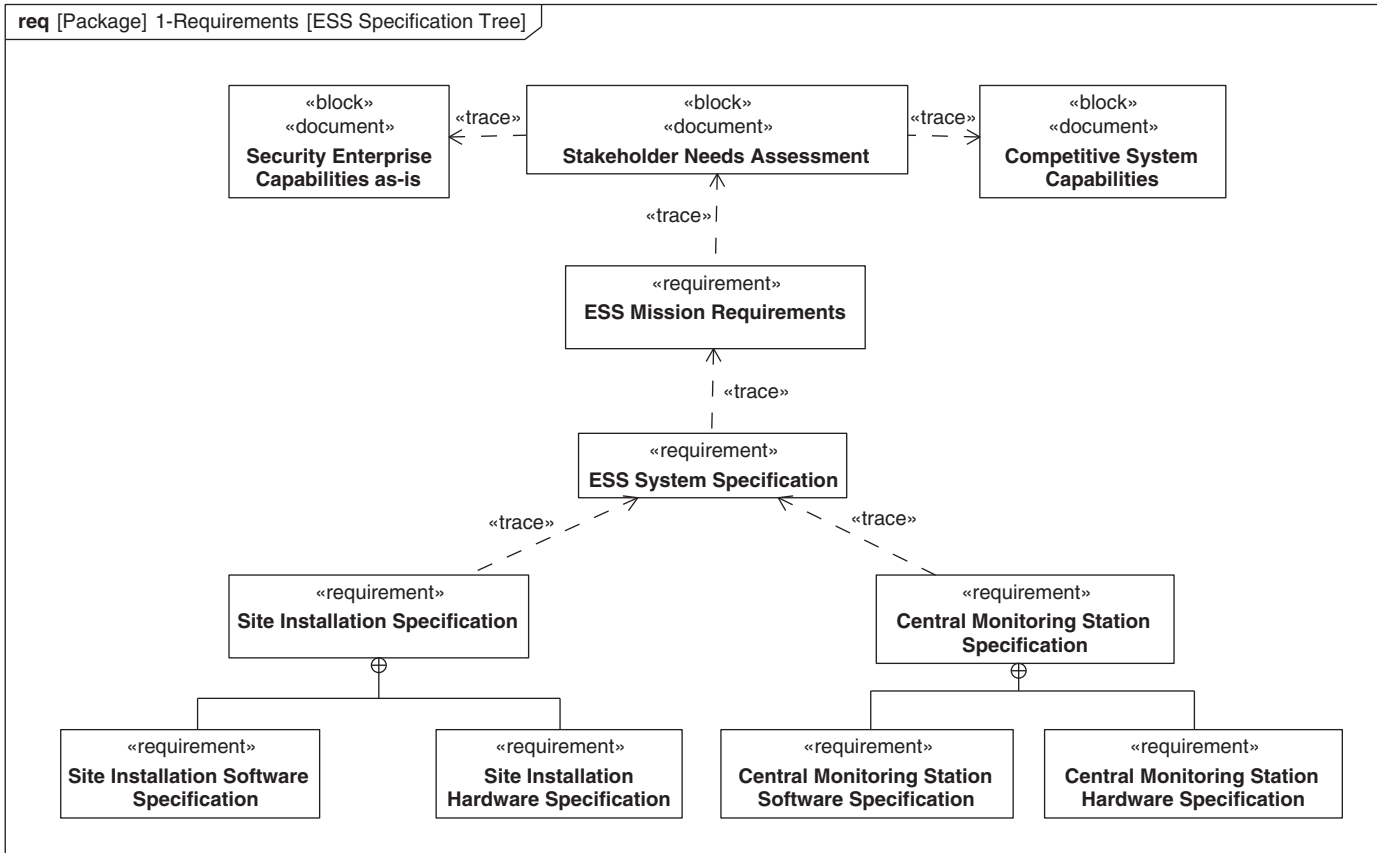 req [Package] 1-Requirements [ESS Specification Tree]
«block»
«document»
Security Enterprise
Capabilities as-is
«trace»
«block»
«document»
Stakeholder Needs Assessment
«trace»
«block»
«document»
Competitive System
Capabilities
«trace»
«requirement»
ESS Mission Requirements
«trace»
«requirement»
ESS System Specification
«trace»
«trace»
«requirement»
Site Installation Specification
«requirement»
Central Monitoring Station
Specification
«requirement»
Site Installation Software
Specification
«requirement»
Site Installation
Hardware Specification
«requirement»
Central Monitoring Station
Software Specification
«requirement»
Central Monitoring Station
Hardware Specification